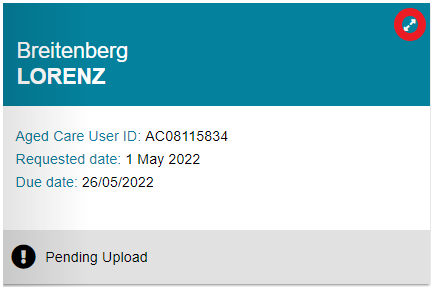 Breitenberg
LORENZ
Aged Care User ID: AC08115834
Requested date: 1 May 2022
Due date: 26/05/2022
Pending Upload